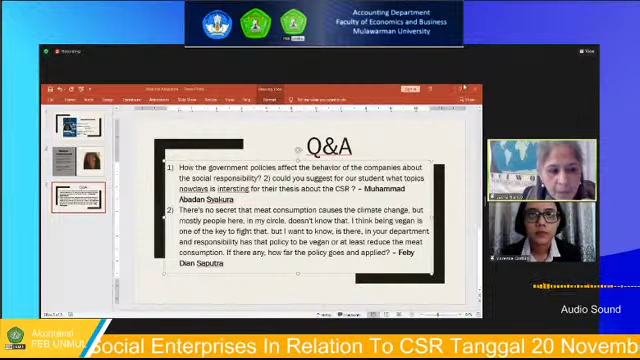 Accounting Department
Faculty of Economics and Business
Mulawarman University
Recording
View
Sign in
Share
Q&A
1) How the government policies affect the behavior of the companies about
the social responsibility? 2) could you suggest for our student what topics
nowdays is intersting for their thesis about the CSR ? – Muhammad
Abadan Syakura
2) There's no secret that meat consumption causes the climate change, but
mostly people here, in my circle, doesn't know that. I think being vegan is
one of the key to fight that. but I want to know, is there, in your department
and responsibility has that policy to be vegan or at least reduce the meat
consumption. If there any, how far the policy goes and applied? – Feby
Dian Saputra
Audio Sound
Akuntansi
FEB UNMUL
Social Enterprises In Relation To CSR Tanggal 20 Novemb